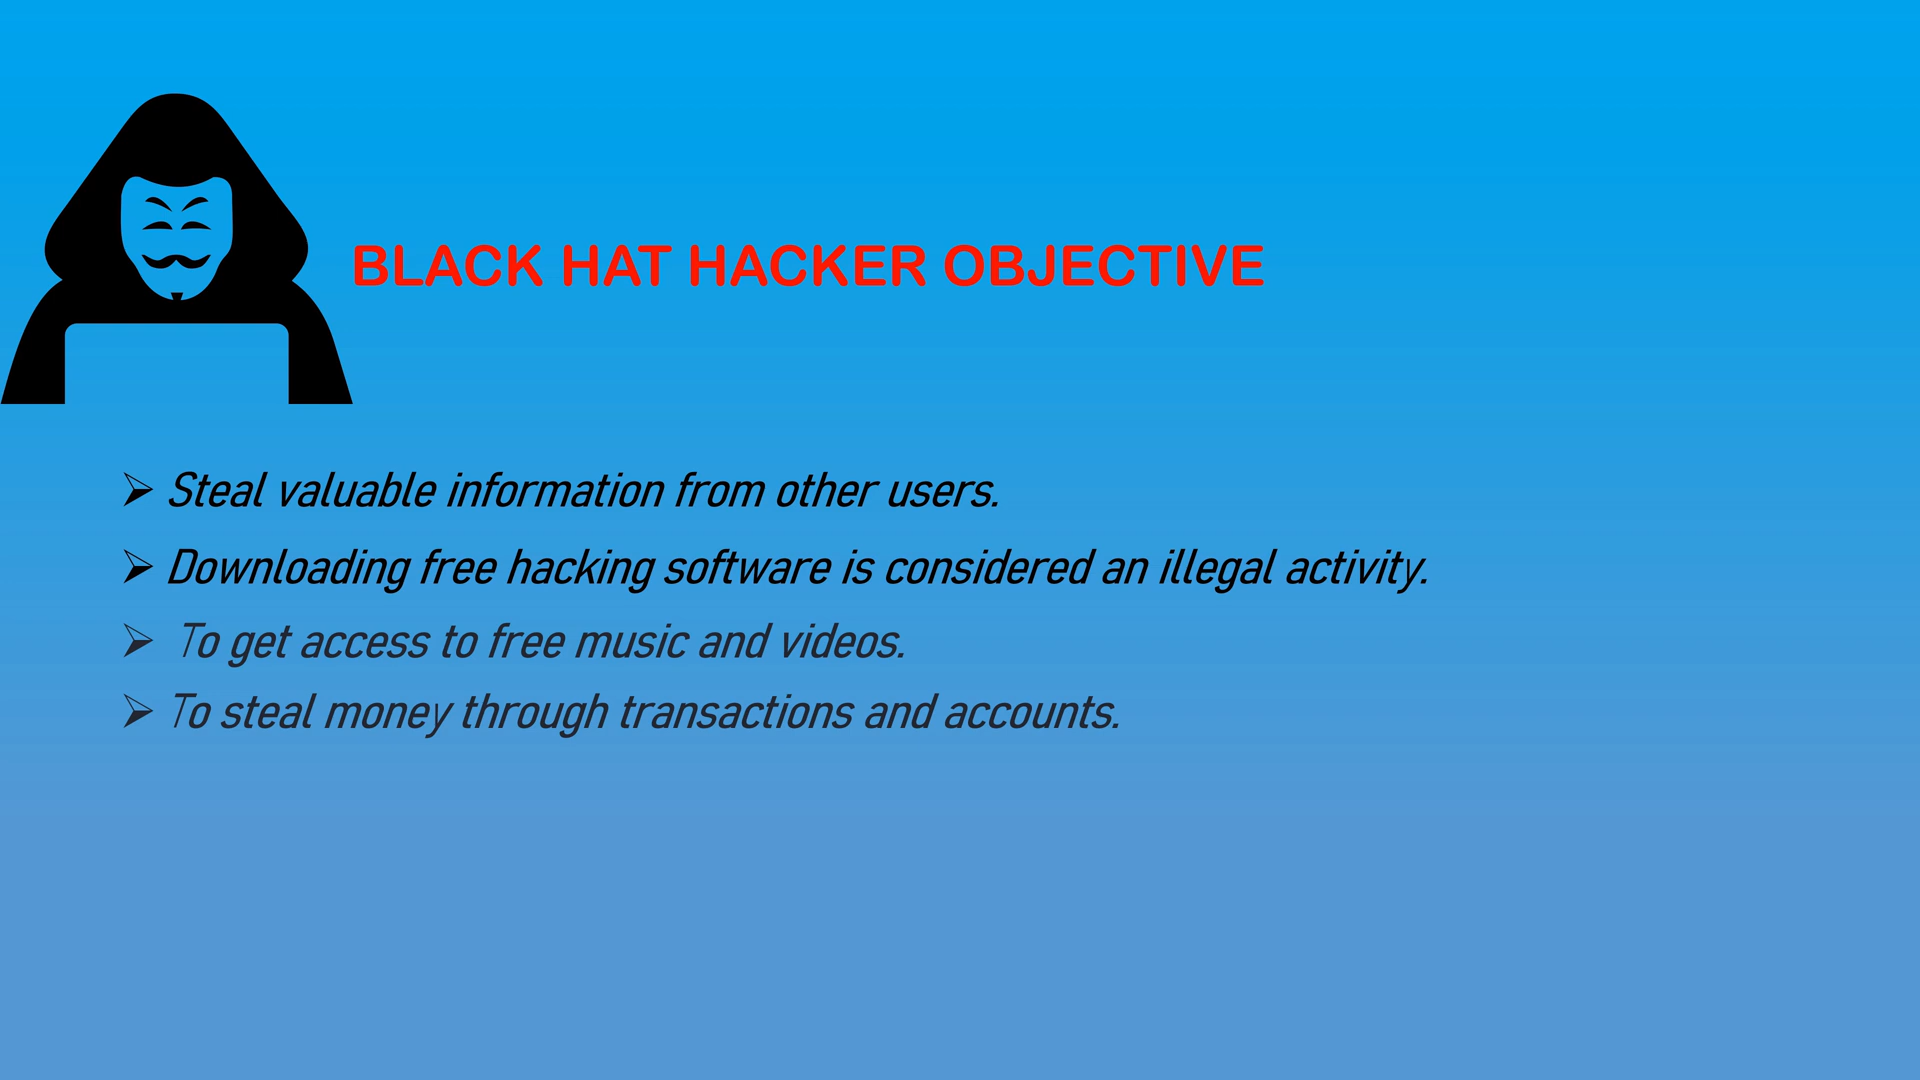 BLACK HAT HACKER OBJECTIVE
➢ Steal valuable information from other users.
➢ Downloading free hacking software is considered an illegal activity.
➢ To get access to free music and videos.
➢ To steal money through transactions and accounts.